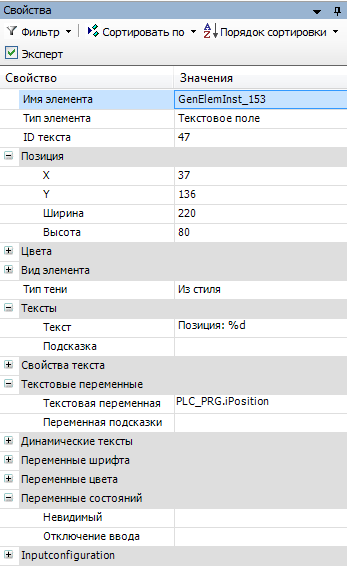 Свойства
Фильтр Сортировать по Порядок сортировки
Эксперт
Свойство Значения
Имя элемента GenElemInst_153
Тип элемента Текстовое поле
ID текста 47
Позиция
X 37
Y 136
Ширина 220
Высота 80
Цвета
Вид элемента
Тип тени Из стиля
Тексты
Текст Позиция: %d
Подсказка
Свойства текста
Текстовые переменные
Текстовая переменная PLC_PRG.iPosition
Переменная подсказки
Динамические тексты
Переменные шрифта
Переменные цвета
Переменные состояний
Невидимый
Отключение ввода
Inputconfiguration